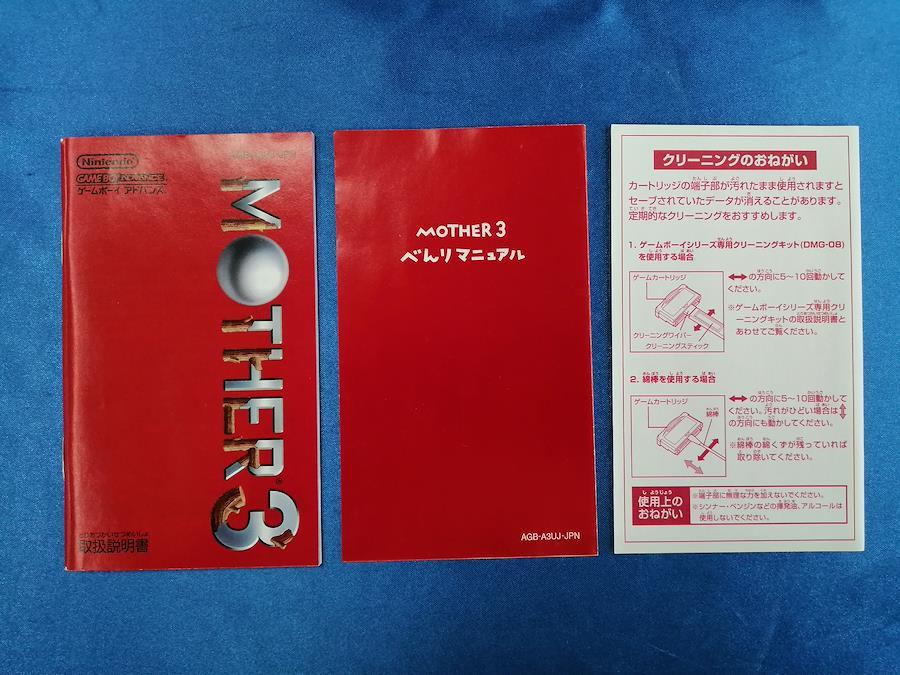 Nintendo
GAME BOY ADVANCE
ゲームボーイ アドバンス
MOTHER3
とりあつかいせつめいしょ
取扱説明書
MOTHER 3
べんりマニュアル
AGB-A3UJ-JPN
クリーニングのおねがい
カートリッジの端子部が汚れたまま使用されますと
セーブされていたデータが消えることがあります。
定期的なクリーニングをおすすめします。
1. ゲームボーイシリーズ専用クリーニングキット(DMG-08)
を使用する場合
ゲームカートリッジ
クリーニングワイパー
クリーニングスティック
⟷の方向に5〜10回動かして
ください。
※ゲームボーイシリーズ専用クリ
ーニングキットの取扱説明書と
あわせてご覧ください。
2. 綿棒を使用する場合
ゲームカートリッジ
綿棒
⟷の方向に5〜10回動かして
ください。汚れがひどい場合は↕
の方向にも動かしてください。
※綿棒の綿くずが残っていれば
取り除いてください。
使用上の
おねがい
※端子部に無理な力を加えないでください。
※シンナー・ベンジンなどの揮発油、アルコールは
使用しないでください。